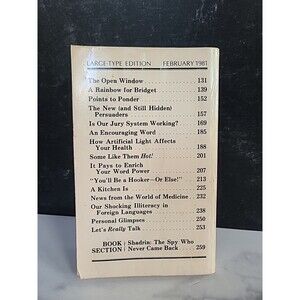 LARGE-TYPE EDITION FEBRUARY 1981
The Open Window 131
A Rainbow for Bridget 139
Points to Ponder 152
The New (and Still Hidden)
Persuaders 157
Is Our Jury System Working? 169
An Encouraging Word 185
How Artificial Light Affects
Your Health 188
Some Like Them Hot! 201
It Pays to Enrich
Your Word Power 207
"You'll Be a Hooker—Or Else!" 213
A Kitchen Is 225
News from the World of Medicine 232
Our Shocking Illiteracy in
Foreign Languages 238
Personal Glimpses 250
Let's Really Talk 253
BOOK Shadrin: The Spy Who
SECTION Never Came Back 259